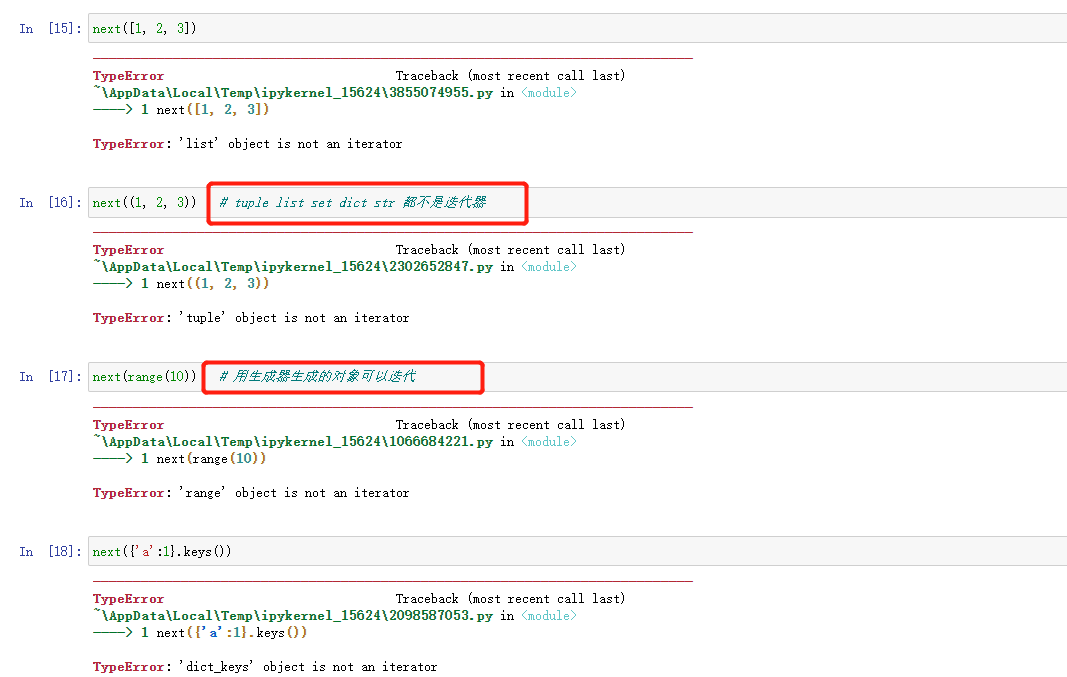 In [15]: next([1, 2, 3])
TypeError Traceback (most recent call last)
~\AppData\Local\Temp\ipykernel_15624\3855074955.py in <module>
----> 1 next([1, 2, 3])
TypeError: 'list' object is not an iterator
In [16]: next((1, 2, 3)) # tuple list set dict str 都不是迭代器
TypeError Traceback (most recent call last)
~\AppData\Local\Temp\ipykernel_15624\2302652847.py in <module>
----> 1 next((1, 2, 3))
TypeError: 'tuple' object is not an iterator
In [17]: next(range(10)) # 用生成器生成的对象可以迭代
TypeError Traceback (most recent call last)
~\AppData\Local\Temp\ipykernel_15624\1066684221.py in <module>
----> 1 next(range(10))
TypeError: 'range' object is not an iterator
In [18]: next({'a':1}.keys())
TypeError Traceback (most recent call last)
~\AppData\Local\Temp\ipykernel_15624\2098587053.py in <module>
----> 1 next({'a':1}.keys())
TypeError: 'dict_keys' object is not an iterator